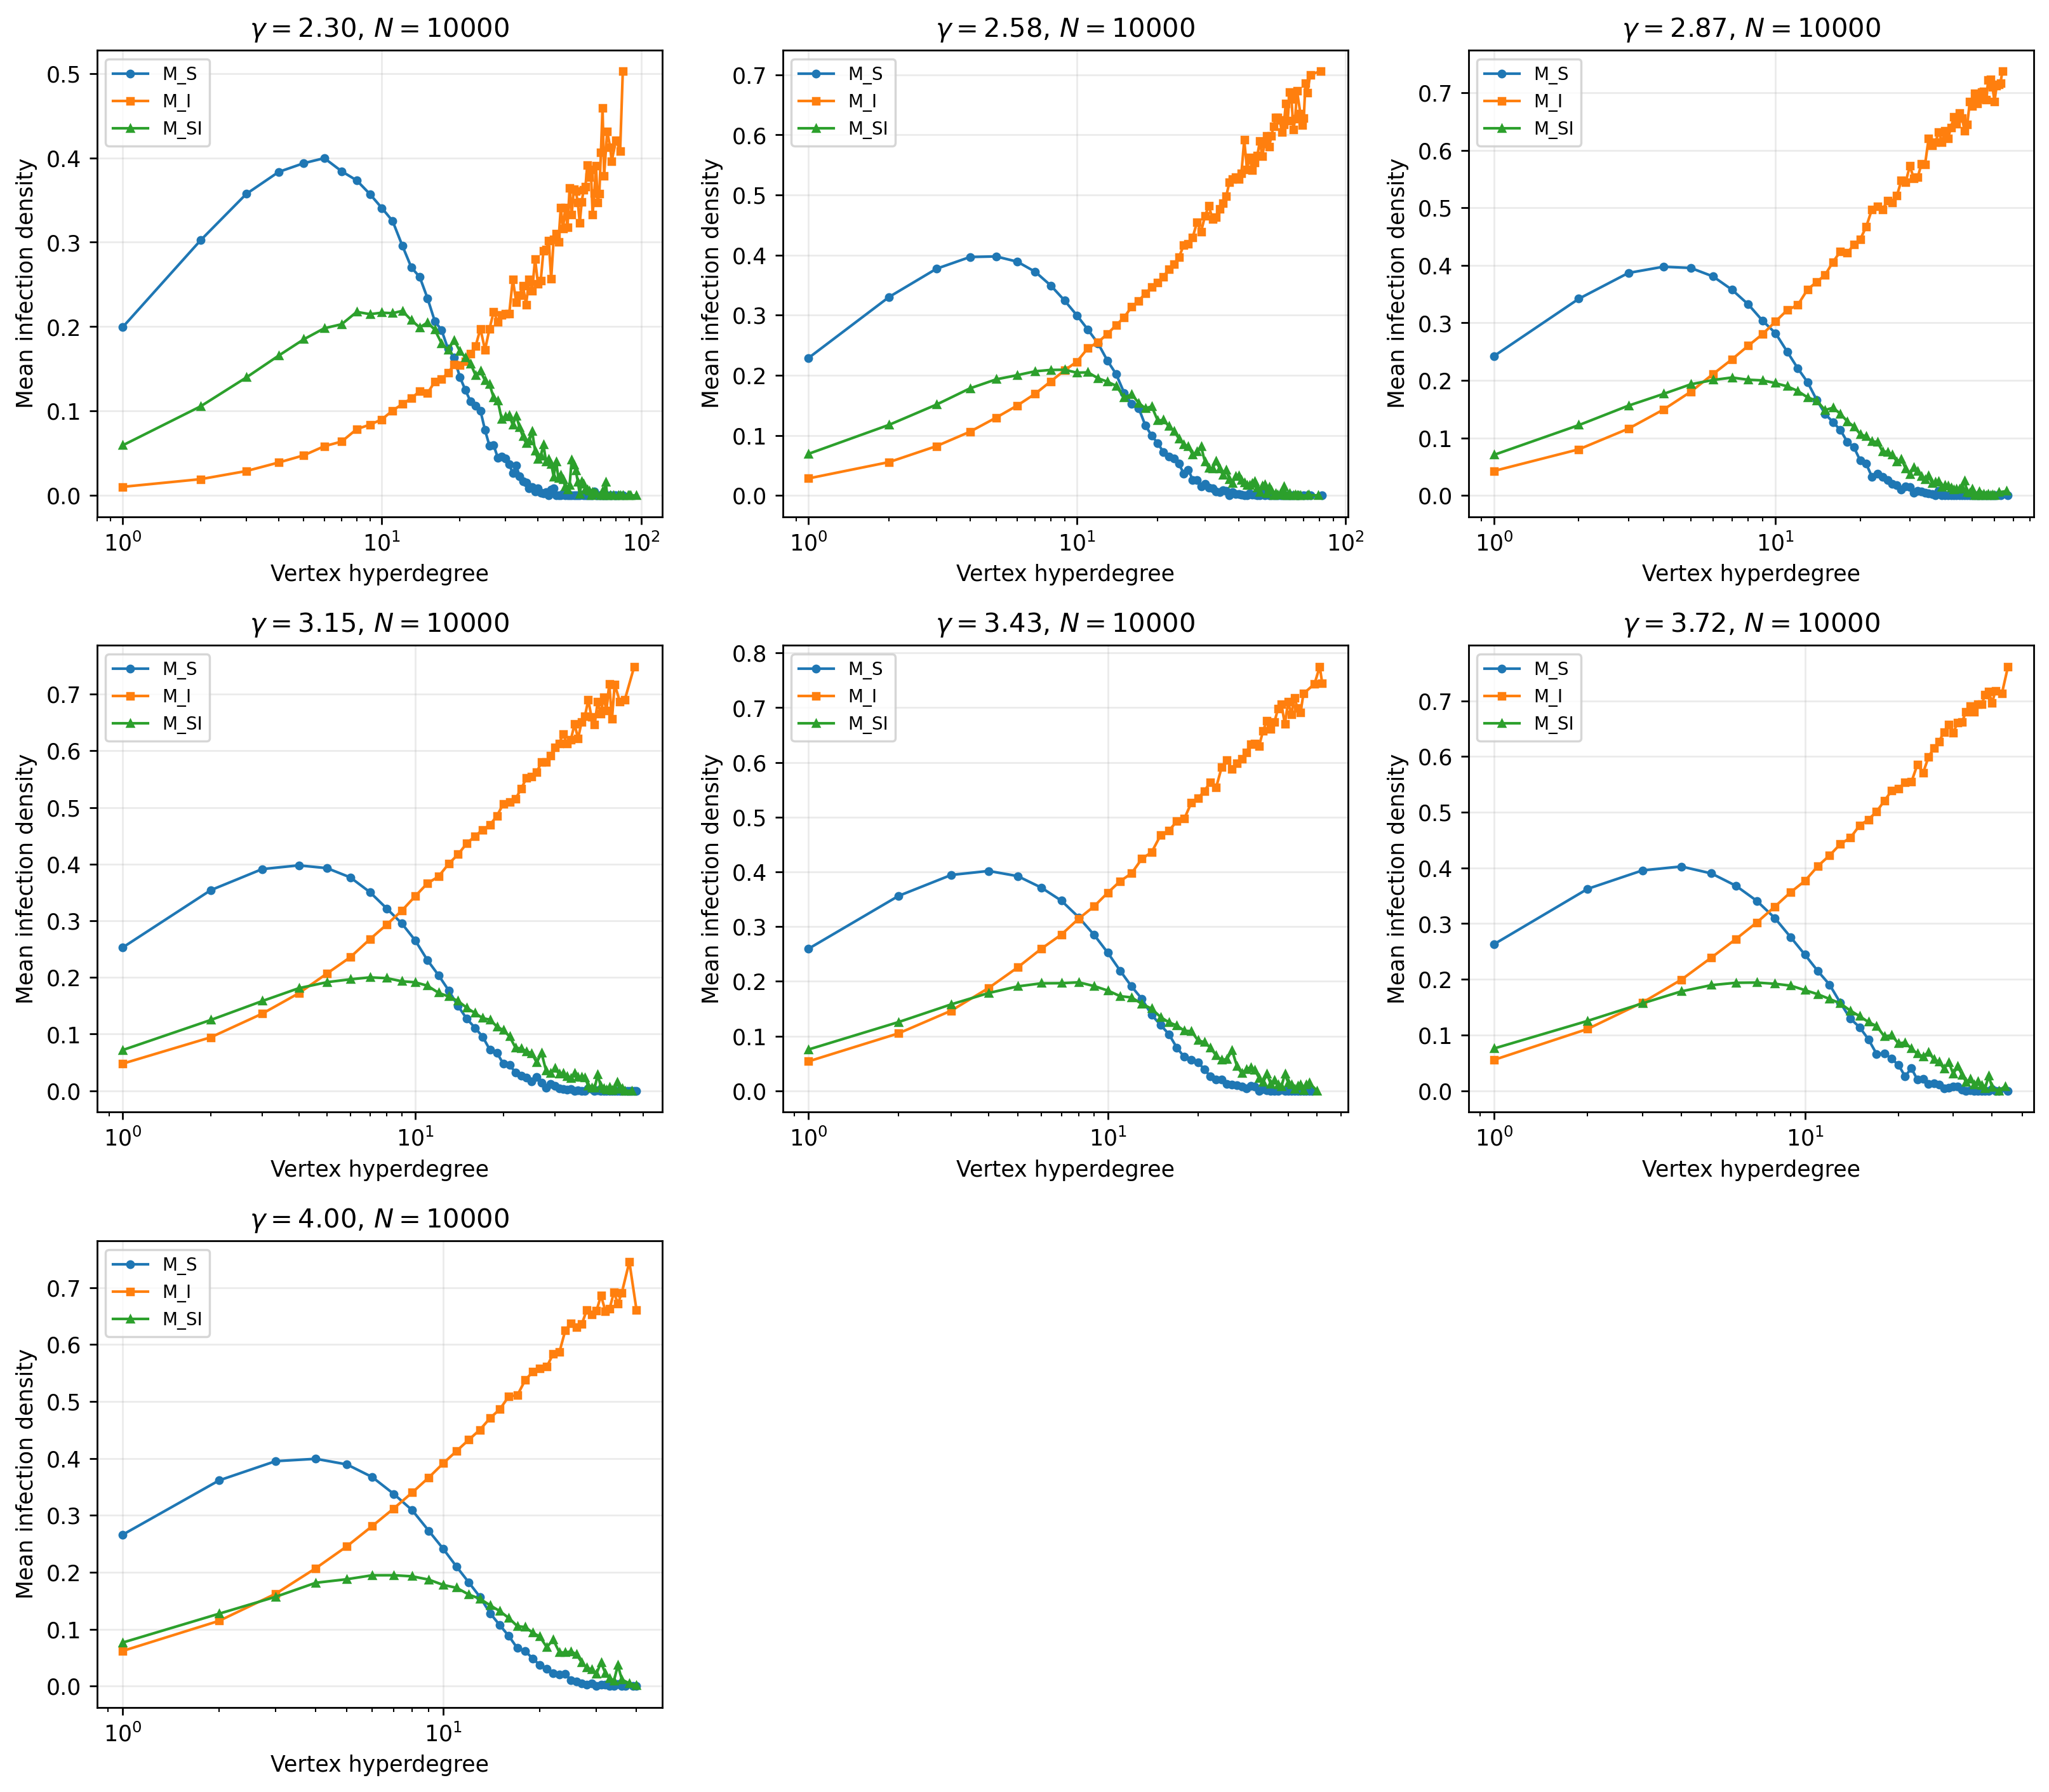 γ = 2.30, N = 10000
Mean infection density
0.5
0.4
0.3
0.2
0.1
0.0
M_S
M_I
M_SI
10⁰
10¹
10²
Vertex hyperdegree
γ = 2.58, N = 10000
Mean infection density
0.7
0.6
0.5
0.4
0.3
0.2
0.1
0.0
M_S
M_I
M_SI
10⁰
10¹
10²
Vertex hyperdegree
γ = 2.87, N = 10000
Mean infection density
0.7
0.6
0.5
0.4
0.3
0.2
0.1
0.0
M_S
M_I
M_SI
10⁰
10¹
Vertex hyperdegree
γ = 3.15, N = 10000
Mean infection density
0.7
0.6
0.5
0.4
0.3
0.2
0.1
0.0
M_S
M_I
M_SI
10⁰
10¹
Vertex hyperdegree
γ = 3.43, N = 10000
Mean infection density
0.8
0.7
0.6
0.5
0.4
0.3
0.2
0.1
0.0
M_S
M_I
M_SI
10⁰
10¹
Vertex hyperdegree
γ = 3.72, N = 10000
Mean infection density
0.7
0.6
0.5
0.4
0.3
0.2
0.1
0.0
M_S
M_I
M_SI
10⁰
10¹
Vertex hyperdegree
γ = 4.00, N = 10000
Mean infection density
0.7
0.6
0.5
0.4
0.3
0.2
0.1
0.0
M_S
M_I
M_SI
10⁰
10¹
Vertex hyperdegree